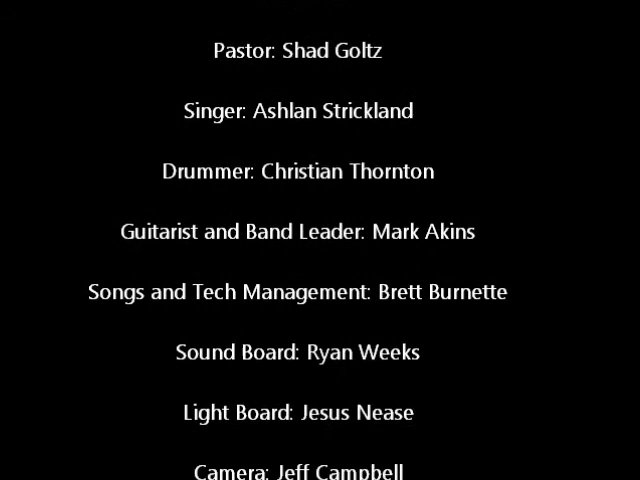 Pastor: Shad Goltz
Singer: Ashlan Strickland
Drummer: Christian Thornton
Guitarist and Band Leader: Mark Akins
Songs and Tech Management: Brett Burnette
Sound Board: Ryan Weeks
Light Board: Jesus Nease
Camera: Jeff Campbell